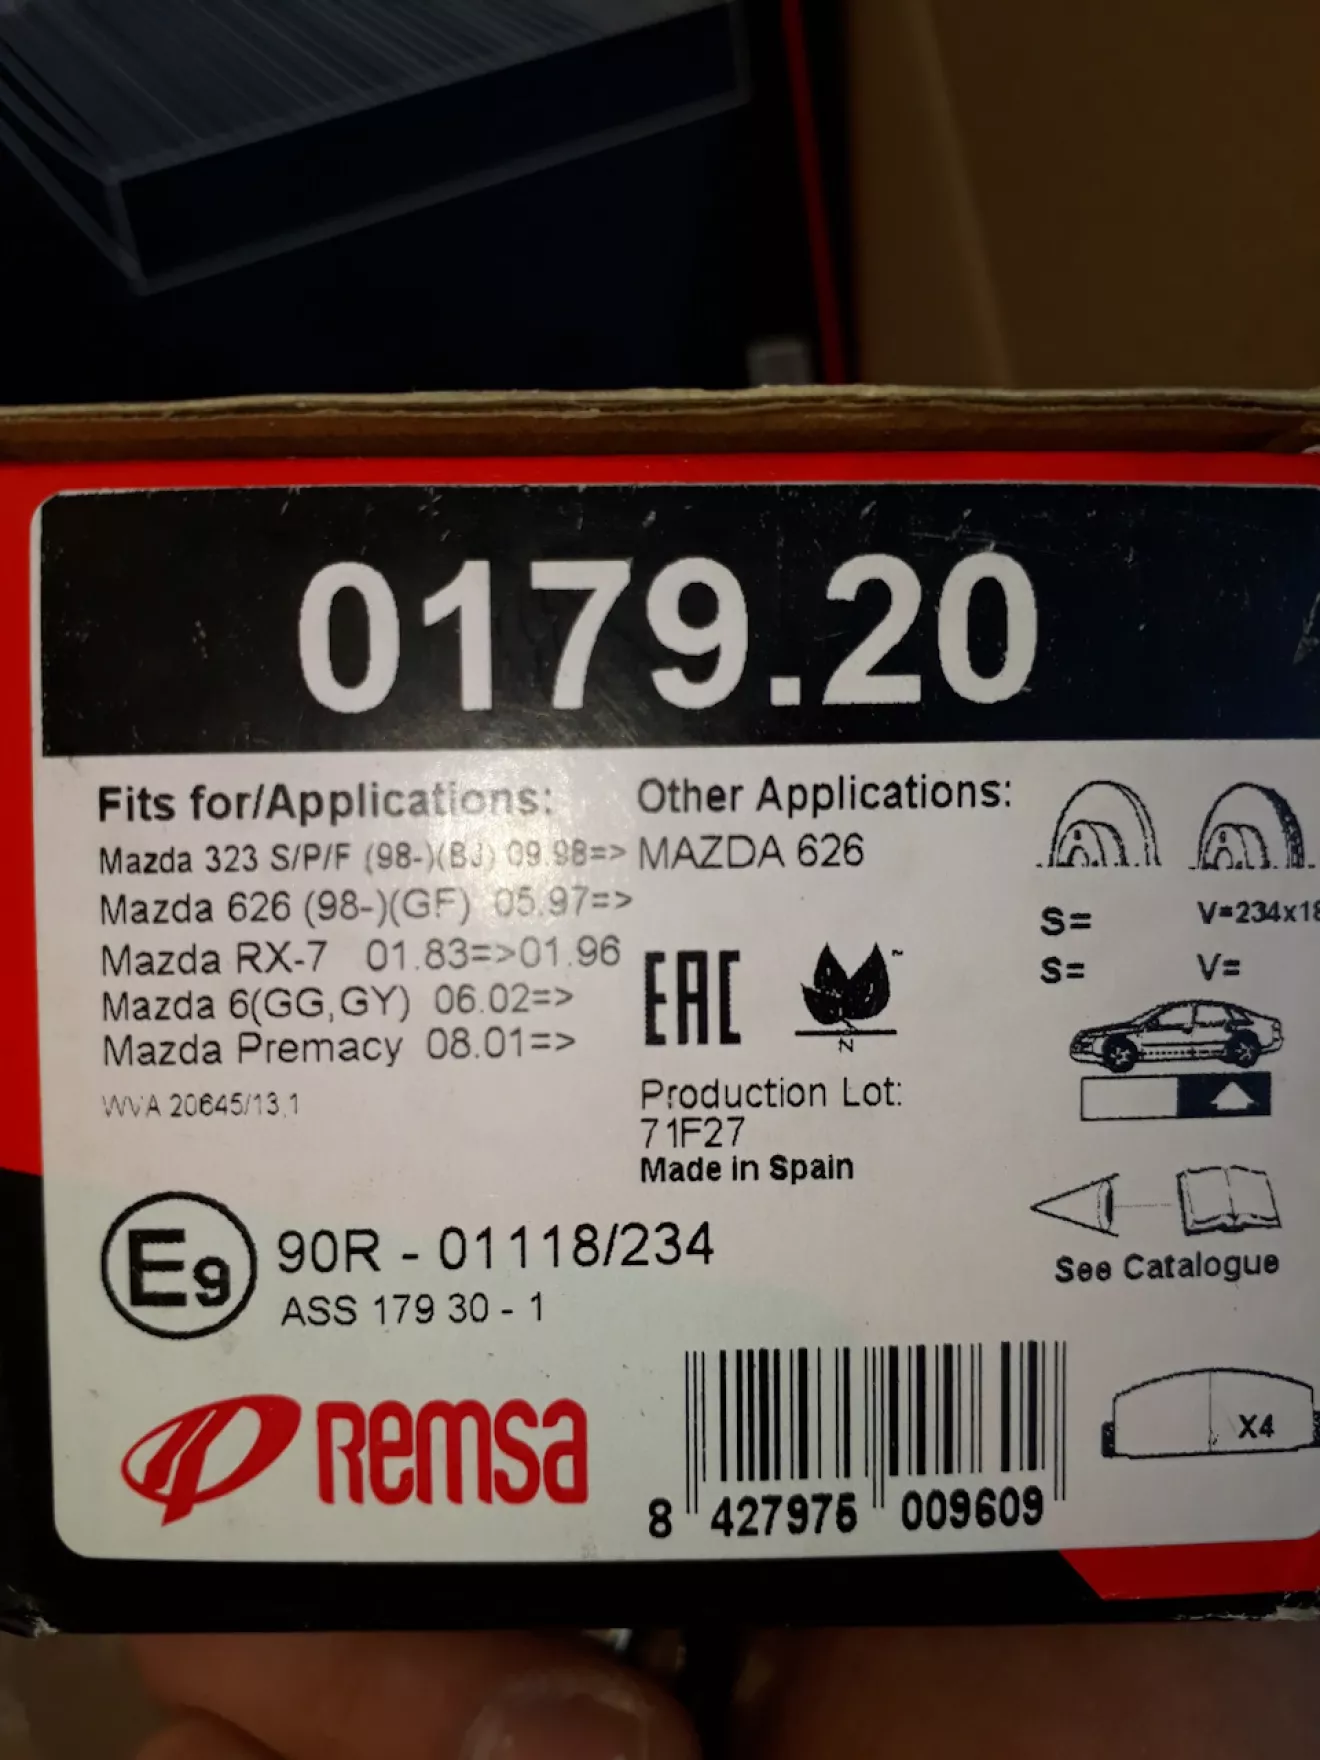 0179.20
Fits for/Applications:
Mazda 323 S/P/F (98-)(BJ) 09.98=>
Mazda 626 (98-)(GF) 05.97=>
Mazda RX-7 01.83=>01.96
Mazda 6(GG,GY) 06.02=>
Mazda Premacy 08.01=>
WVA 20645/13,1
Other Applications:
MAZDA 626
EAC
N
Production Lot:
71F27
Made in Spain
S= V=234x18
S= V=
See Catalogue
E9 90R - 01118/234
ASS 179 30 - 1
REMSA
8 427975 009609
X4